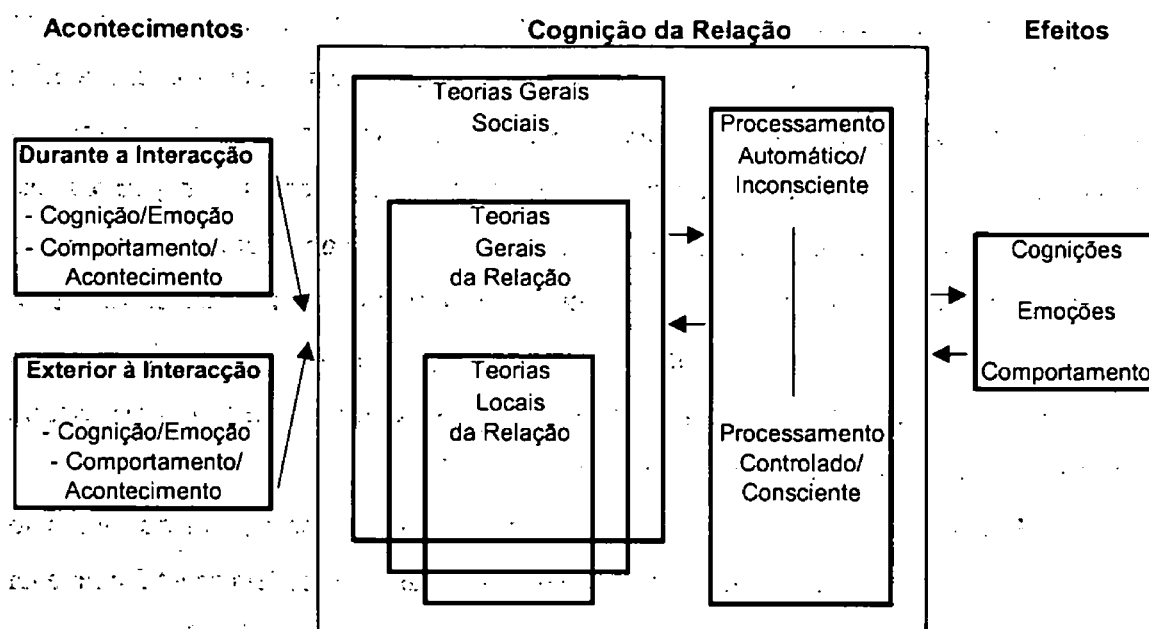 Acontecimentos
Cognição da Relação
Efeitos
Durante a Interacção
- Cognição/Emoção
- Comportamento/
Acontecimento
Exterior à Interacção
- Cognição/Emoção
- Comportamento/
Acontecimento
Teorias Gerais
Sociais
Teorias
Gerais
da Relação
Teorias
Locais
da Relação
Processamento
Automático/
Inconsciente
Processamento
Controlado/
Consciente
Cognições
Emoções
Comportamento